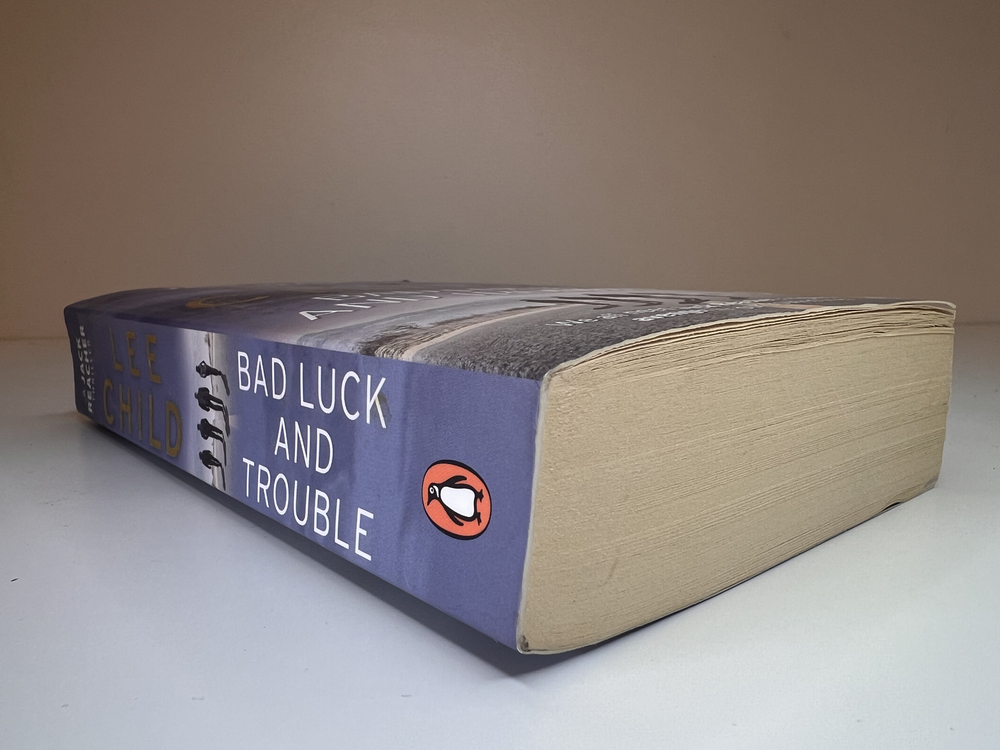 JACK
REACHER
LEE
CHILD
BAD LUCK
AND
TROUBLE